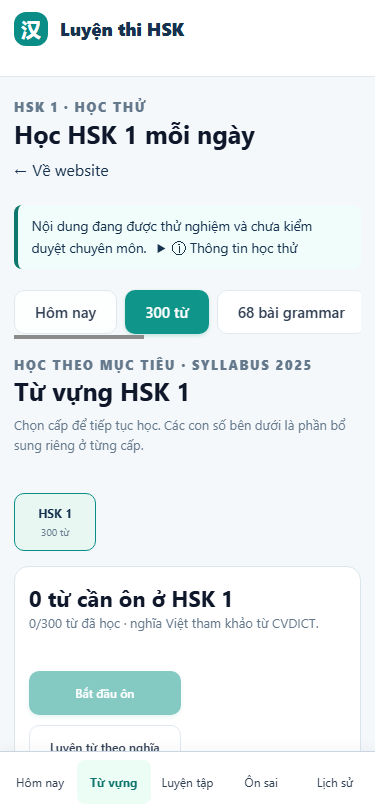 汉 Luyện thi HSK
HSK 1 · HỌC THỬ
Học HSK 1 mỗi ngày
← Về website
Nội dung đang được thử nghiệm và chưa kiểm
duyệt chuyên môn. ▶ ⓘ Thông tin học thử
Hôm nay 300 từ 68 bài grammar
HỌC THEO MỤC TIÊU · SYLLABUS 2025
Từ vựng HSK 1
Chọn cấp để tiếp tục học. Các con số bên dưới là phần bổ
sung riêng ở từng cấp.
HSK 1
300 từ
0 từ cần ôn ở HSK 1
0/300 từ đã học · nghĩa Việt tham khảo từ CVDICT.
Bắt đầu ôn
Luyện từ theo nghĩa
Hôm nay Từ vựng Luyện tập Ôn sai Lịch sử